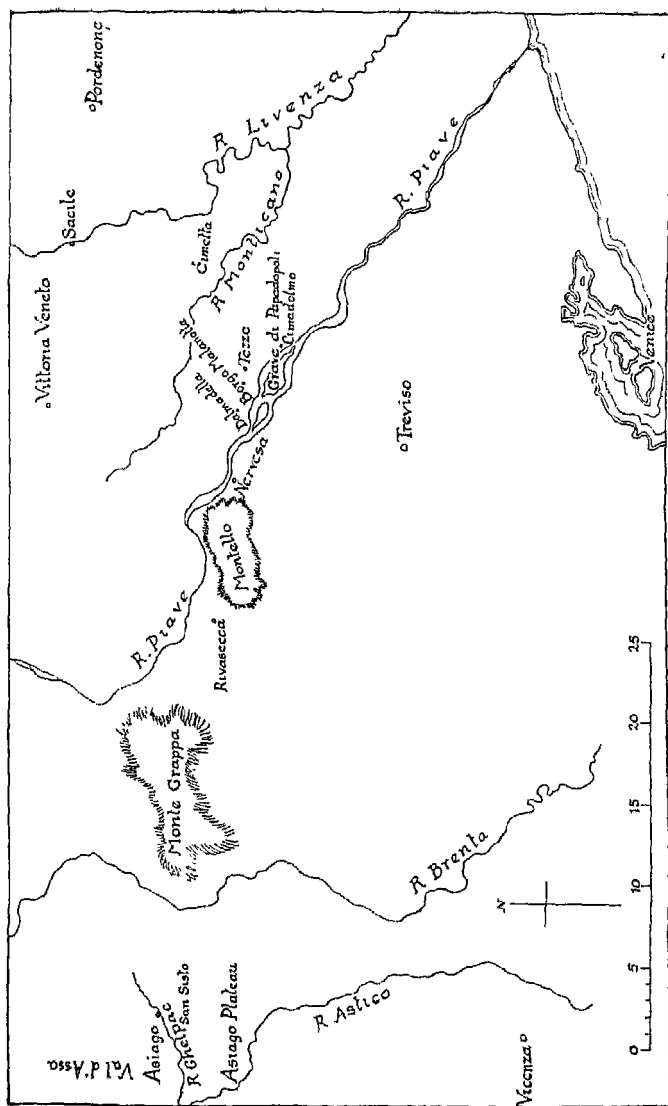 Val d'Assa
Asiago
R Ghelpac
San Sisto
Asiago Plateau
R Astico
Vicenza
R Brenta
Monte Grappa
R. Piave
Rivasecca
Montello
Nervesa
Vittoria Veneto
Sacile
Pordenone
Cimetta
R Livenza
R Monticano
Borgo Malanotte
Dalmadella
Tezze
Grave di Papadopoli
Cimadolmo
R. Piave
Treviso
Venice
N
0 5 10 15 20 25